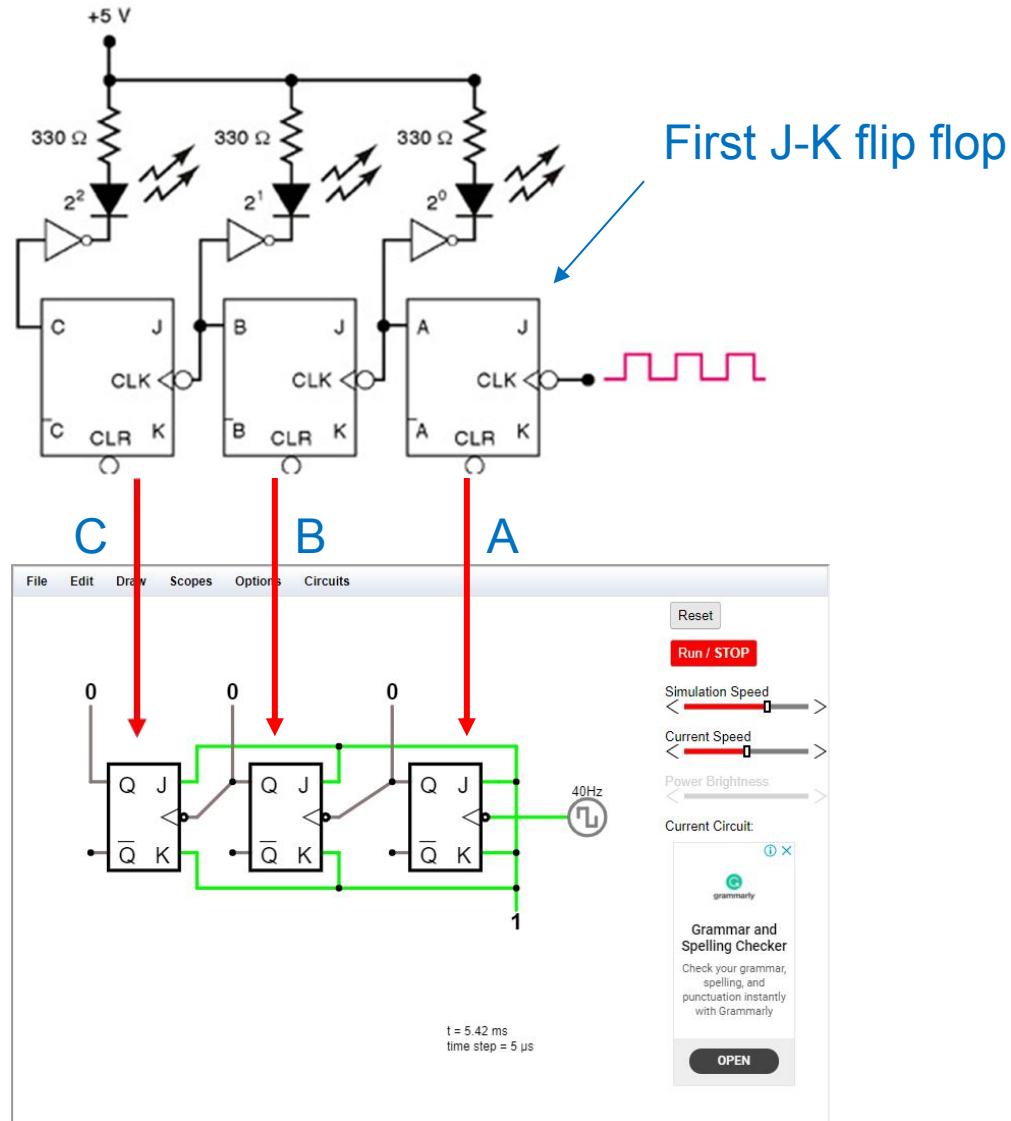 +5 V
330 Ω 330 Ω 330 Ω
First J-K flip flop
2² 2¹ 2⁰
C J B J A J
CLK CLK CLK
C̅ CLR K B̅ CLR K A̅ CLR K
C B A
File Edit Draw Scopes Options Circuits
Reset
Run / STOP
Simulation Speed
0 0 0
Current Speed
Q J Q J Q J
Power Brightness
40Hz
Current Circuit:
Q̅ K Q̅ K Q̅ K
grammarly
1
Grammar and
Spelling Checker
Check your grammar,
spelling, and
punctuation instantly
with Grammarly
t = 5.42 ms
time step = 5 µs
OPEN